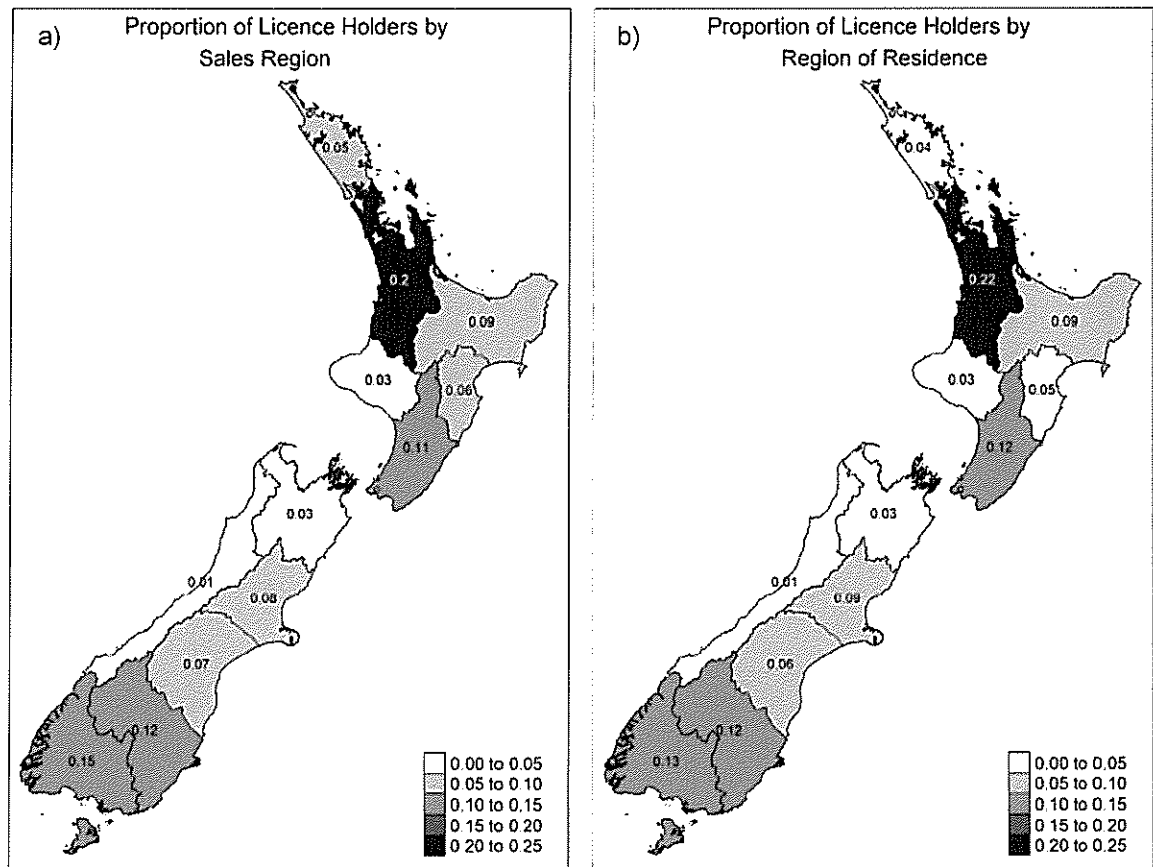 a)
Proportion of Licence Holders by
Sales Region
0.05
0.2
0.09
0.03
0.06
0.11
0.03
0.01
0.08
0.07
0.12
0.15
0.00 to 0.05
0.05 to 0.10
0.10 to 0.15
0.15 to 0.20
0.20 to 0.25
b)
Proportion of Licence Holders by
Region of Residence
0.04
0.22
0.09
0.03
0.05
0.12
0.03
0.01
0.09
0.06
0.12
0.13
0.00 to 0.05
0.05 to 0.10
0.10 to 0.15
0.15 to 0.20
0.20 to 0.25